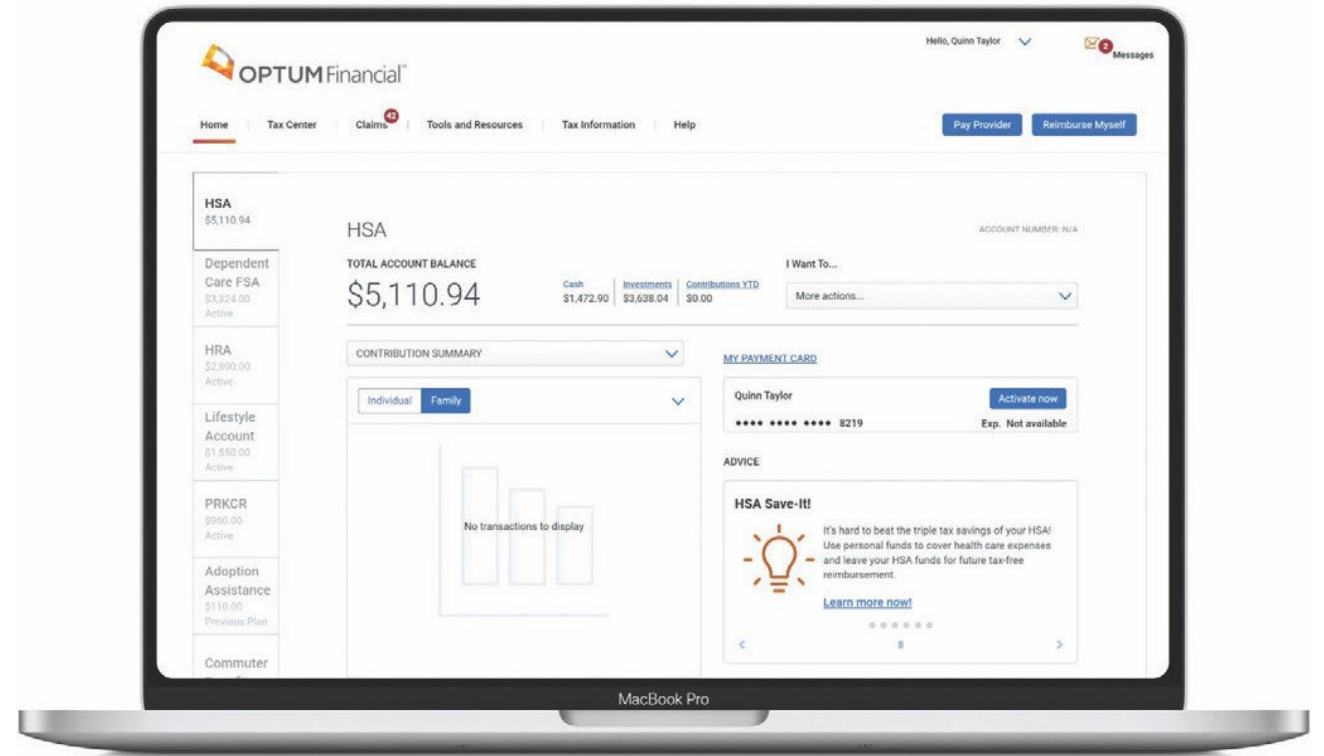 Hello, Quinn Taylor
2
Messages
OPTUM Financial™
Home
Tax Center
Claims
42
Tools and Resources
Tax Information
Help
Pay Provider
Reimburse Myself
HSA
$5,110.94
Dependent
Care FSA
$3,324.00
Active
HRA
Active
Lifestyle
Account
$1,550.00
Active
PRKCR
$960.00
Active
Adoption
Assistance
$110.00
Previous Plan
Commuter
HSA
ACCOUNT NUMBER: N/A
TOTAL ACCOUNT BALANCE
$5,110.94
Cash
$1,472.90
Investments
$3,638.04
Contributions YTD
$0.00
I Want To...
More actions...
CONTRIBUTION SUMMARY
Individual
Family
No transactions to display
MY PAYMENT CARD
Quinn Taylor
Activate now
•••• •••• •••• 8219
Exp. Not available
ADVICE
HSA Save-It!
It's hard to beat the triple tax savings of your HSA!
Use personal funds to cover health care expenses
and leave your HSA funds for future tax-free
reimbursement.
Learn more now!
MacBook Pro